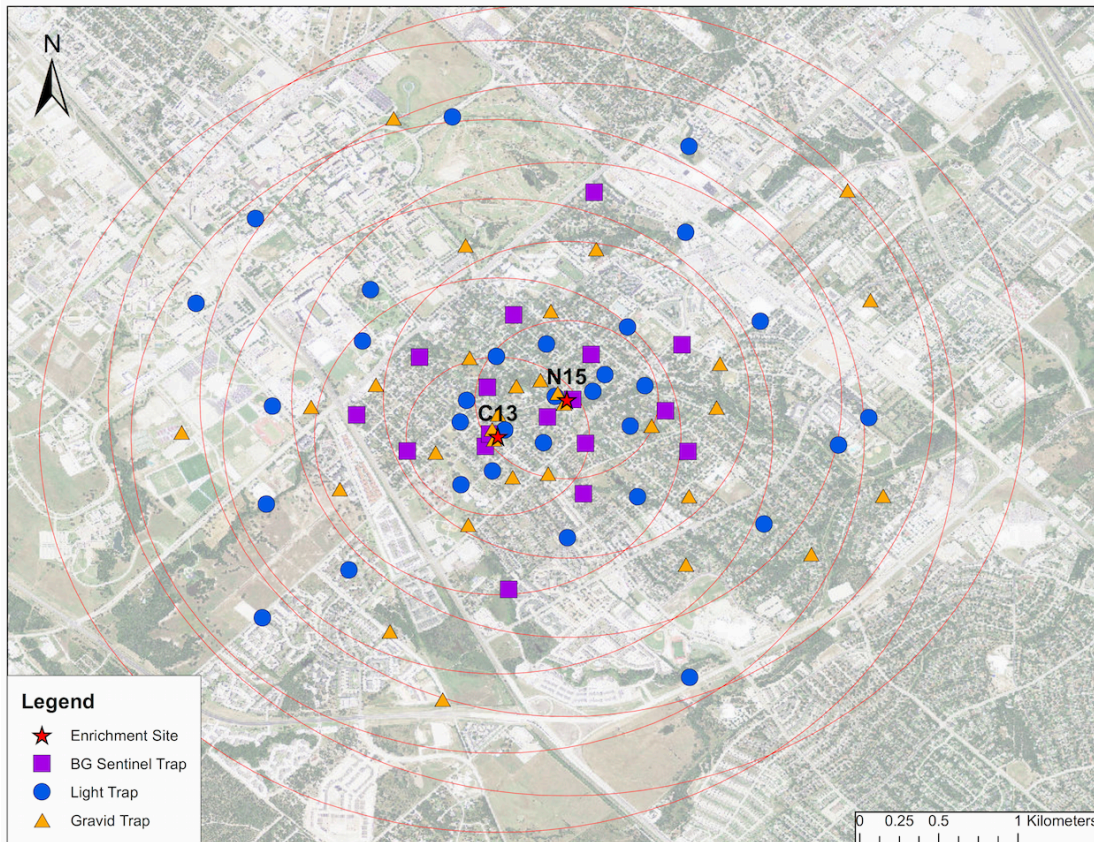 N
N15
C13
Legend
Enrichment Site
BG Sentinel Trap
Light Trap
Gravid Trap
0 0.25 0.5 1 Kilometers